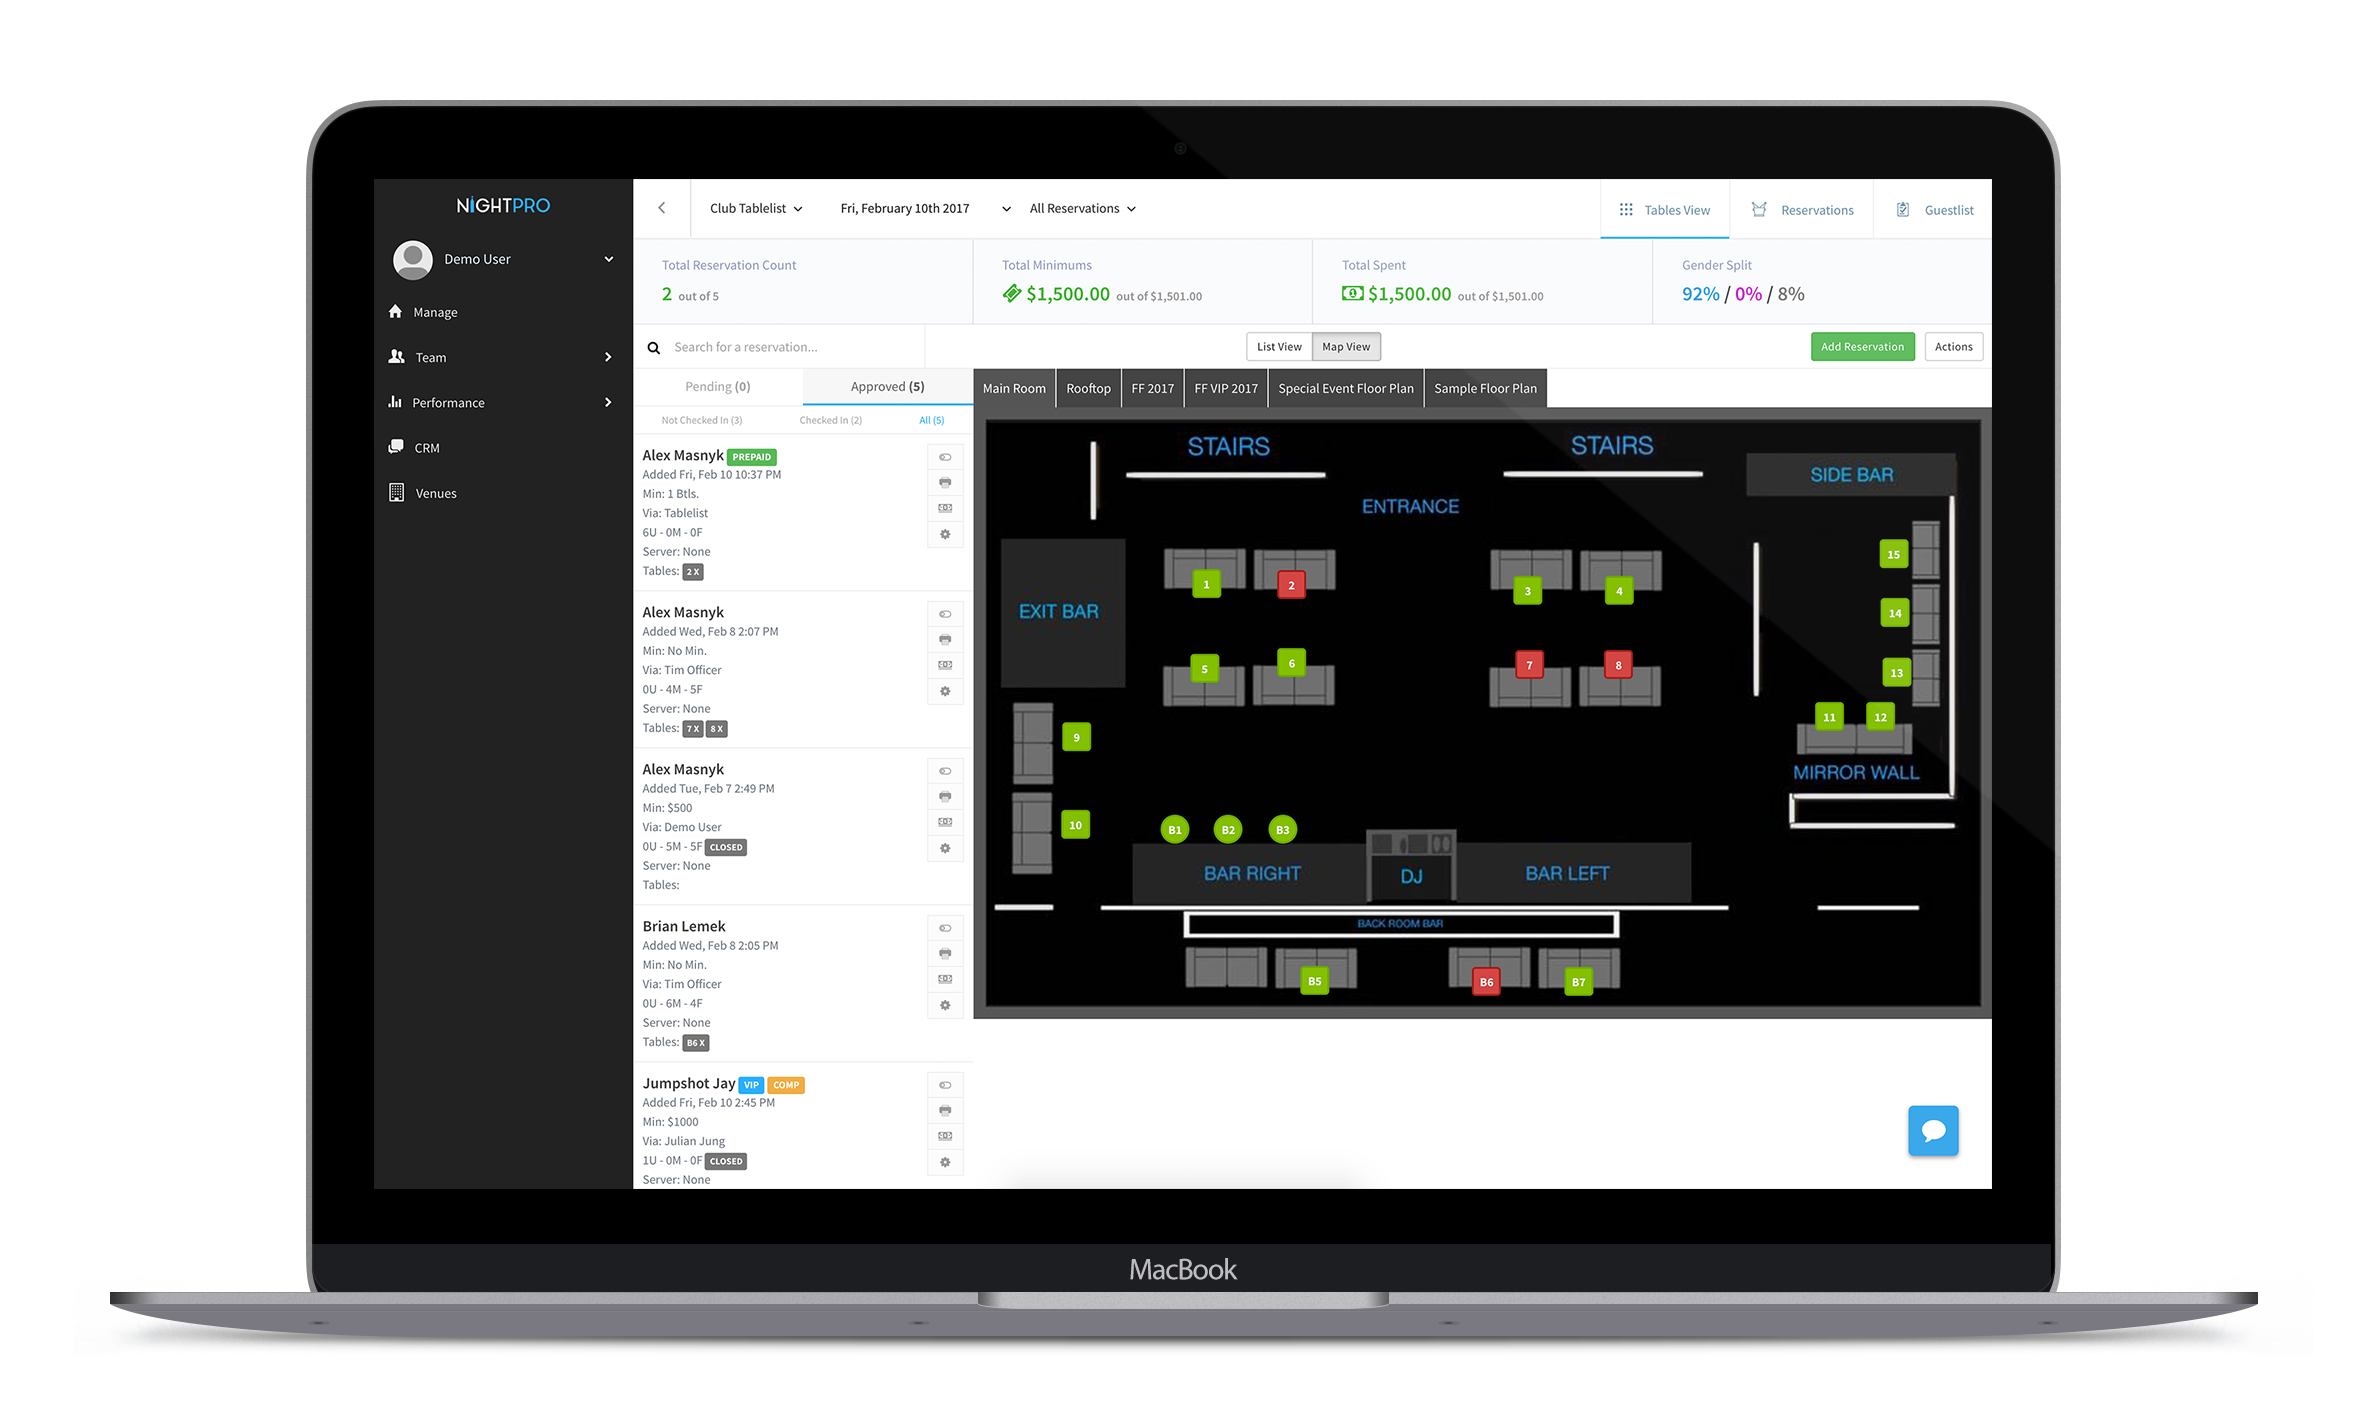 NIGHTPRO
Demo User
Manage
Team
Performance
CRM
Venues
Club Tablelist
Fri, February 10th 2017
All Reservations
Tables View
Reservations
Guestlist
Total Reservation Count
2 out of 5
Total Minimums
$1,500.00 out of $1,501.00
Total Spent
$1,500.00 out of $1,501.00
Gender Split
92% / 0% / 8%
Search for a reservation...
List View
Map View
Add Reservation
Actions
Pending (0)
Approved (5)
Not Checked In (3)
Checked In (2)
All (5)
Alex Masnyk PREPAID
Added Fri, Feb 10 10:37 PM
Min: 1 Btls.
Via: Tablelist
6U - 0M - 0F
Server: None
Tables: 2 X
Alex Masnyk
Added Wed, Feb 8 2:07 PM
Min: No Min.
Via: Tim Officer
0U - 4M - 5F
Server: None
Tables: 7 X 8 X
Alex Masnyk
Added Tue, Feb 7 2:49 PM
Min: $500
Via: Demo User
0U - 5M - 5F CLOSED
Server: None
Tables:
Brian Lemek
Added Wed, Feb 8 2:05 PM
Min: No Min.
Via: Tim Officer
0U - 6M - 4F
Server: None
Tables: B6 X
Jumpshot Jay VIP COMP
Added Fri, Feb 10 2:45 PM
Min: $1000
Via: Julian Jung
1U - 0M - 0F CLOSED
Server: None
Main Room
Rooftop
FF 2017
FF VIP 2017
Special Event Floor Plan
Sample Floor Plan
STAIRS
STAIRS
SIDE BAR
ENTRANCE
EXIT BAR
1
2
3
4
15
14
5
6
7
8
13
11
12
9
MIRROR WALL
10
B1
B2
B3
BAR RIGHT
DJ
BAR LEFT
BACK ROOM BAR
B5
B6
B7
MacBook